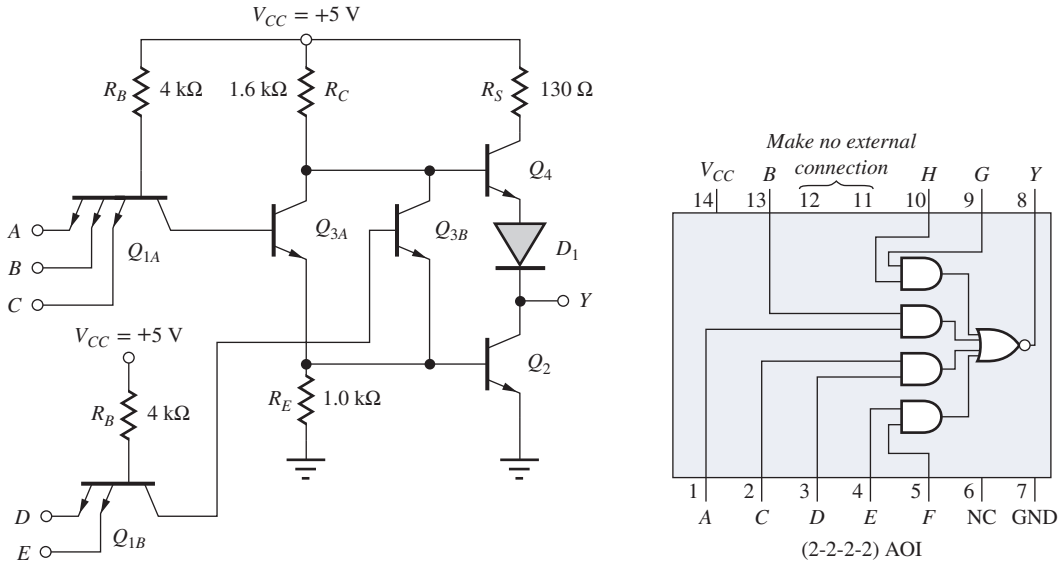 V_CC = +5 V
R_B 4 kΩ 1.6 kΩ R_C R_S 130 Ω
Q_4
A Q_3A Q_3B
Q_1A D_1
B
C Y
V_CC = +5 V
Q_2
R_B 4 kΩ R_E 1.0 kΩ
D
Q_1B
E
Make no external
connection
V_CC B H G Y
14 13 12 11 10 9 8
1 2 3 4 5 6 7
A C D E F NC GND
(2-2-2-2) AOI